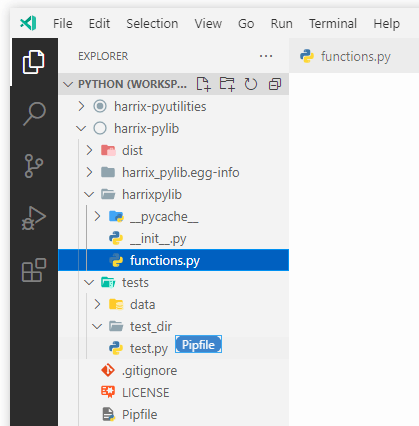 File Edit Selection View Go Run Terminal Help
EXPLORER ...
functions.py
PYTHON (WORKSP...
harrix-pyutilities
harrix-pylib
dist
harrix_pylib.egg-info
harrixpylib
__pycache__
__init__.py
functions.py
tests
data
test_dir
test.py
Pipfile
.gitignore
LICENSE
Pipfile